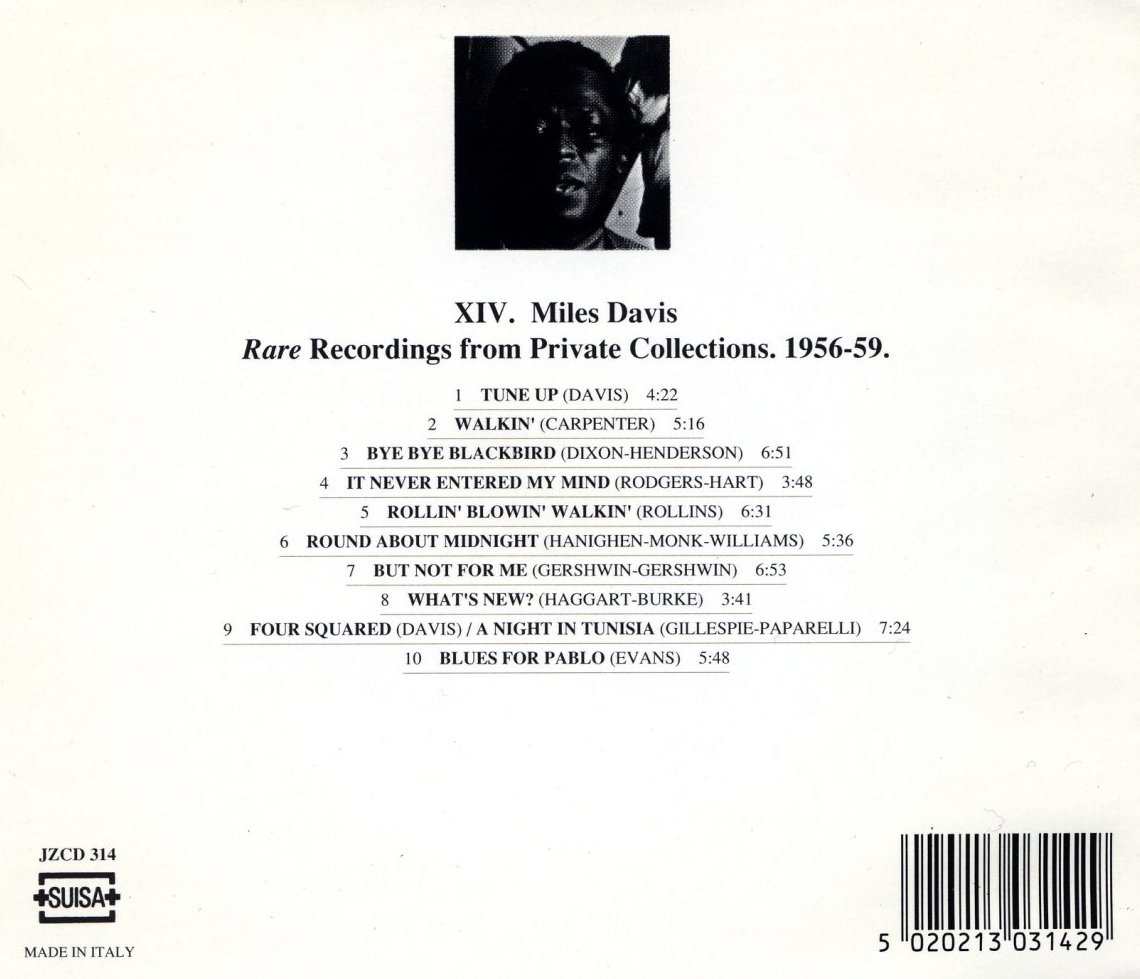 XIV. Miles Davis
Rare Recordings from Private Collections. 1956-59.
1 TUNE UP (DAVIS) 4:22
2 WALKIN' (CARPENTER) 5:16
3 BYE BYE BLACKBIRD (DIXON-HENDERSON) 6:51
4 IT NEVER ENTERED MY MIND (RODGERS-HART) 3:48
5 ROLLIN' BLOWIN' WALKIN' (ROLLINS) 6:31
6 ROUND ABOUT MIDNIGHT (HANIGHEN-MONK-WILLIAMS) 5:36
7 BUT NOT FOR ME (GERSHWIN-GERSHWIN) 6:53
8 WHAT'S NEW? (HAGGART-BURKE) 3:41
9 FOUR SQUARED (DAVIS) / A NIGHT IN TUNISIA (GILLESPIE-PAPARELLI) 7:24
10 BLUES FOR PABLO (EVANS) 5:48
JZCD 314
SUISA
MADE IN ITALY
5 020213 031429